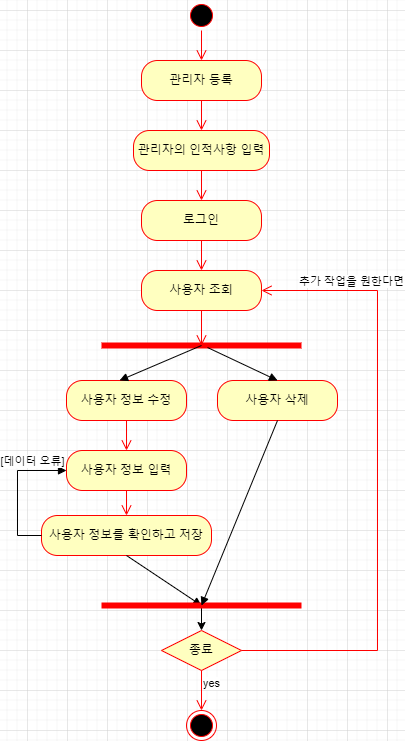 관리자 등록
관리자의 인적사항 입력
로그인
추가 작업을 원한다면
사용자 조회
사용자 정보 수정
사용자 삭제
[데이터 오류]
사용자 정보 입력
사용자 정보를 확인하고 저장
종료
yes